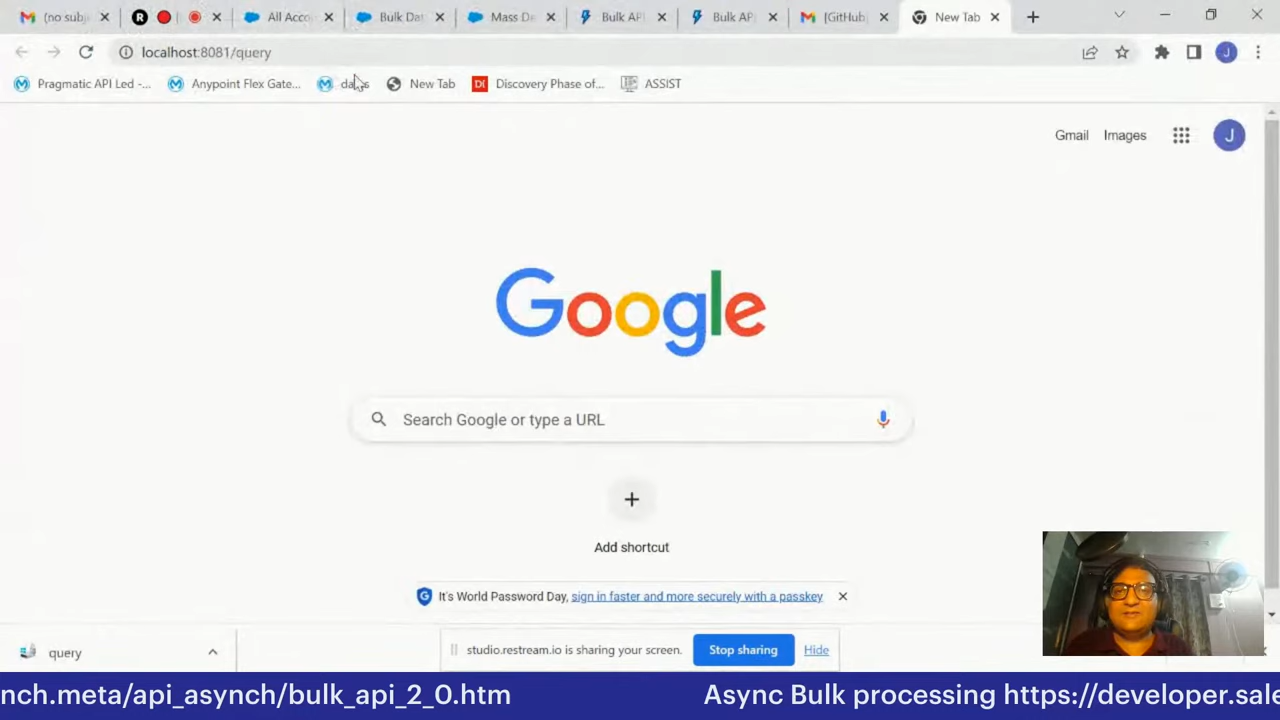 (no subj
R
All Acco
Bulk Dat
Mass De
Bulk API
Bulk AP
[GitHub
New Tab
localhost:8081/query
Pragmatic API Led -...
Anypoint Flex Gate...
New Tab
DI
Discovery Phase of...
ASSIST
J
Gmail
Images
J
Google
Search Google or type a URL
Add shortcut
It's World Password Day, sign in faster and more securely with a passkey
query
studio.restream.io is sharing your screen.
Stop sharing
Hide
nch.meta/api_asynch/bulk_api_2_0.htm
Async Bulk processing https://developer.sale